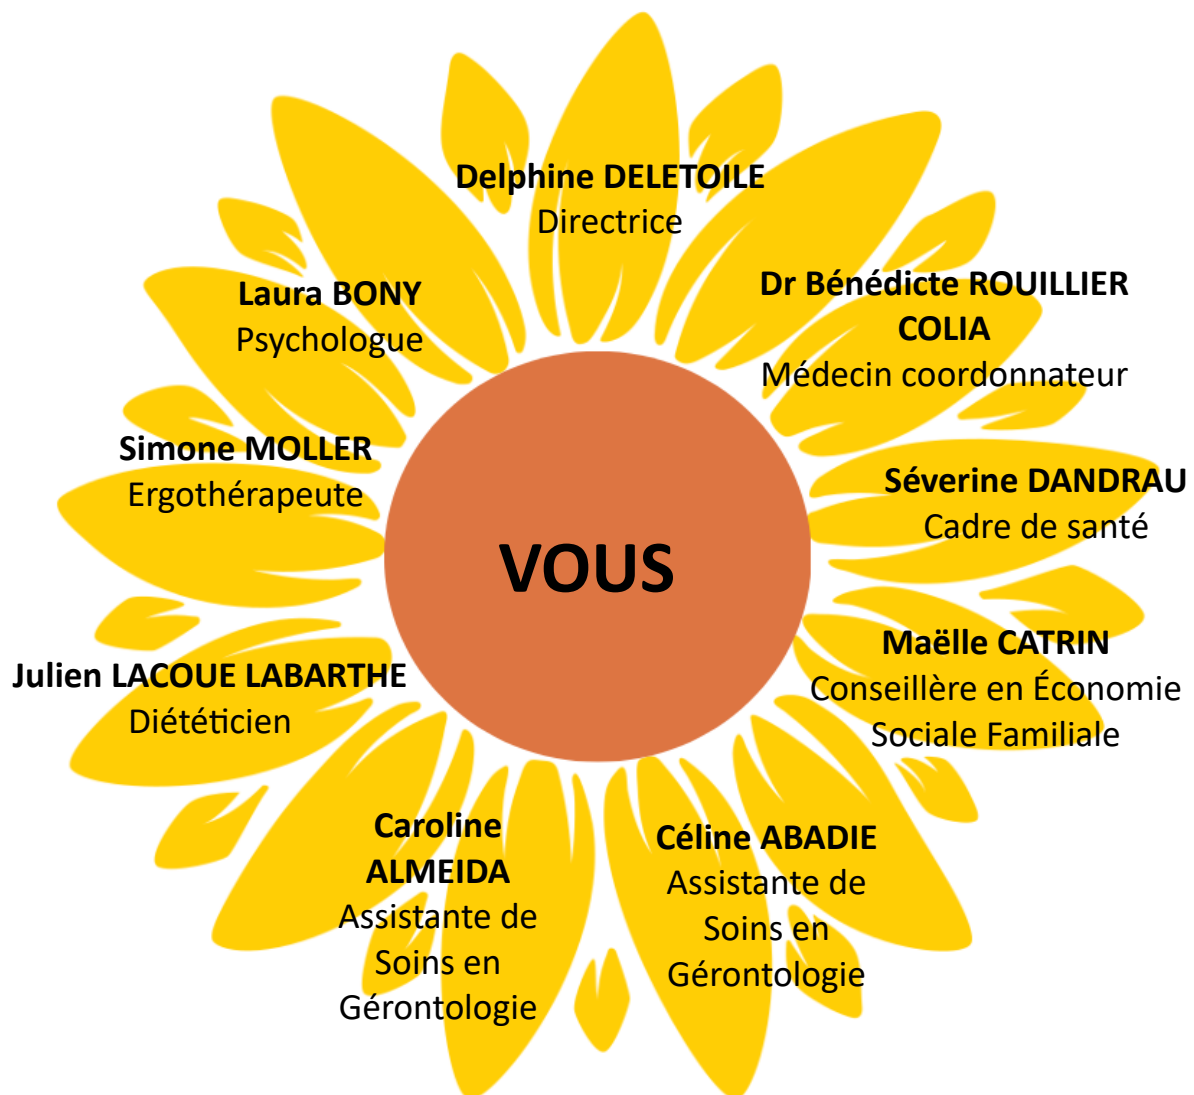 Delphine DELETOILE
Directrice
Dr Bénédicte ROUILLIER
COLIA
Médecin coordonnateur
Séverine DANDRAU
Cadre de santé
Maëlle CATRIN
Conseillère en Économie
Sociale Familiale
Céline ABADIE
Assistante de
Soins en
Gérontologie
Caroline
ALMEIDA
Assistante de
Soins en
Gérontologie
Julien LACOUE LABARTHE
Diététicien
Simone MOLLER
Ergothérapeute
Laura BONY
Psychologue
VOUS